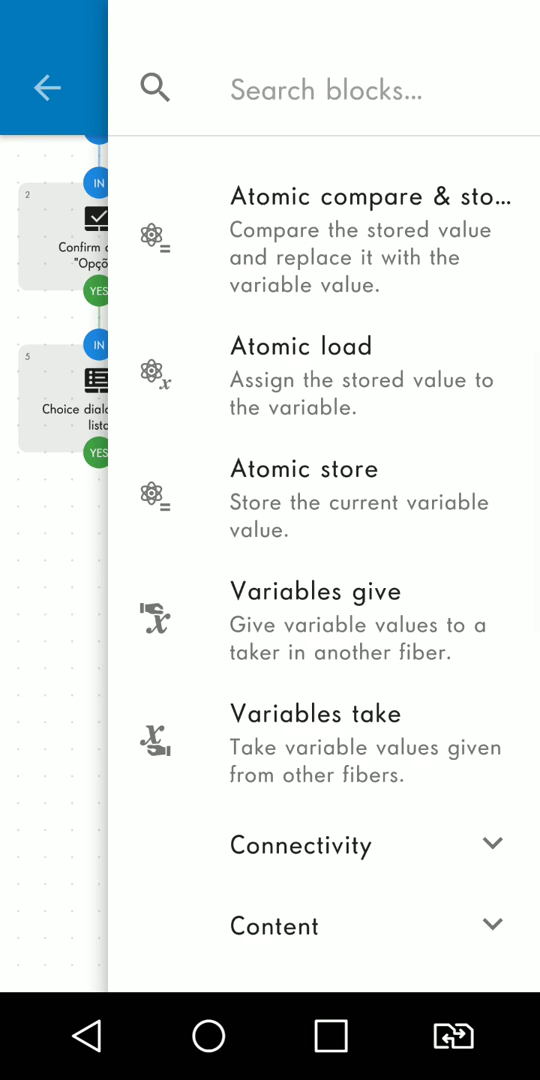 Search blocks...
2
IN
Confirm
"Opçõ
YES
5
IN
Choice dialo
lista
YES
Atomic compare & sto...
Compare the stored value
and replace it with the
variable value.
Atomic load
Assign the stored value to
the variable.
Atomic store
Store the current variable
value.
Variables give
Give variable values to a
taker in another fiber.
Variables take
Take variable values given
from other fibers.
Connectivity
Content